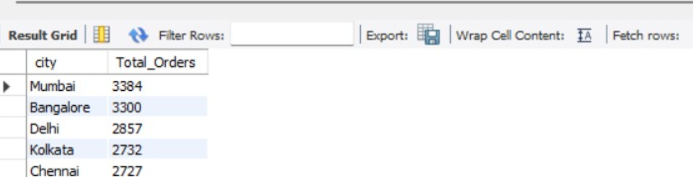 Result Grid Filter Rows: Export: Wrap Cell Content: Fetch rows:
city Total_Orders
Mumbai 3384
Bangalore 3300
Delhi 2857
Kolkata 2732
Chennai 2727